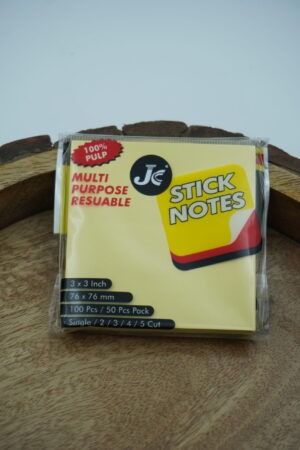 100%
PULP
JC
MULTI
PURPOSE
RESUABLE
STICK
NOTES
3 x 3 Inch
76 x 76 mm
100 Pcs / 50 Pcs Pack
Single / 2 / 3 / 4 / 5 Cut